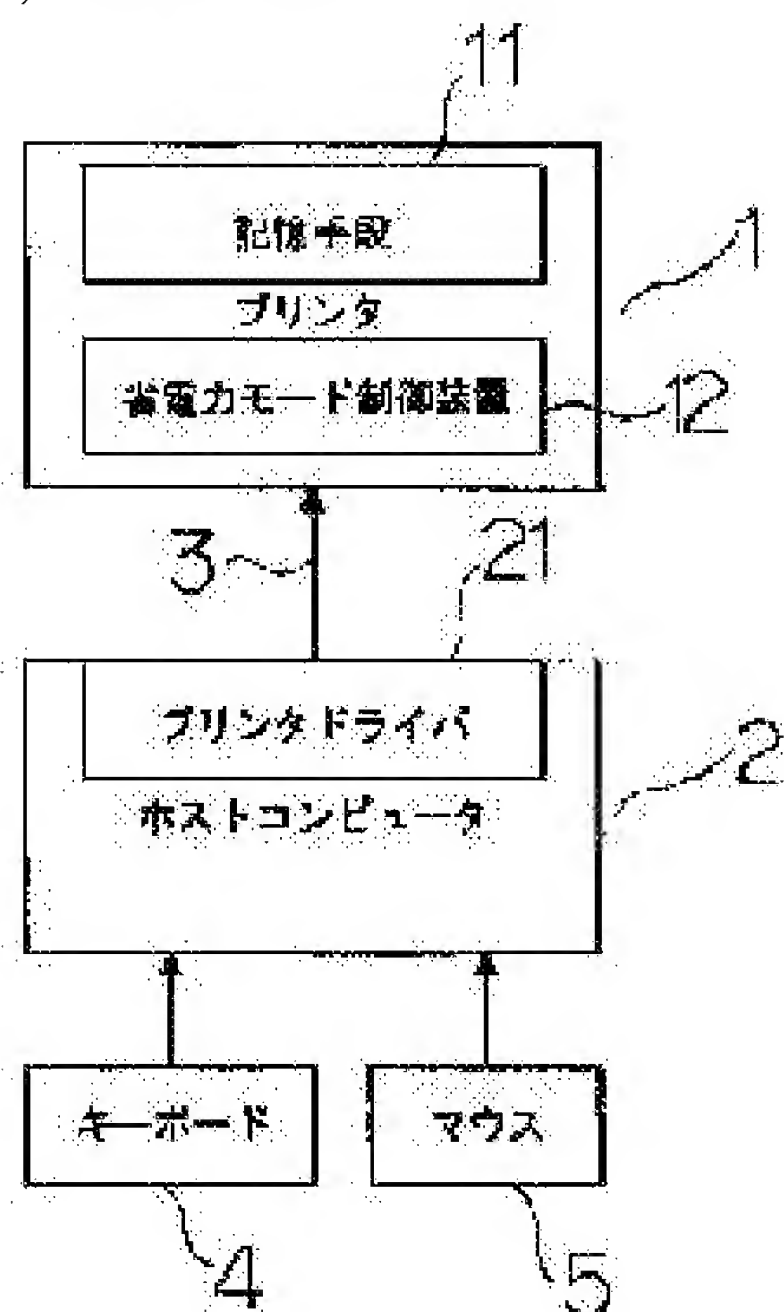 11
記憶手段
1
プリンタ
省電力モード制御装置
12
3
21
プリンタドライバ
2
ホストコンピュータ
キーボード
マウス
4
5